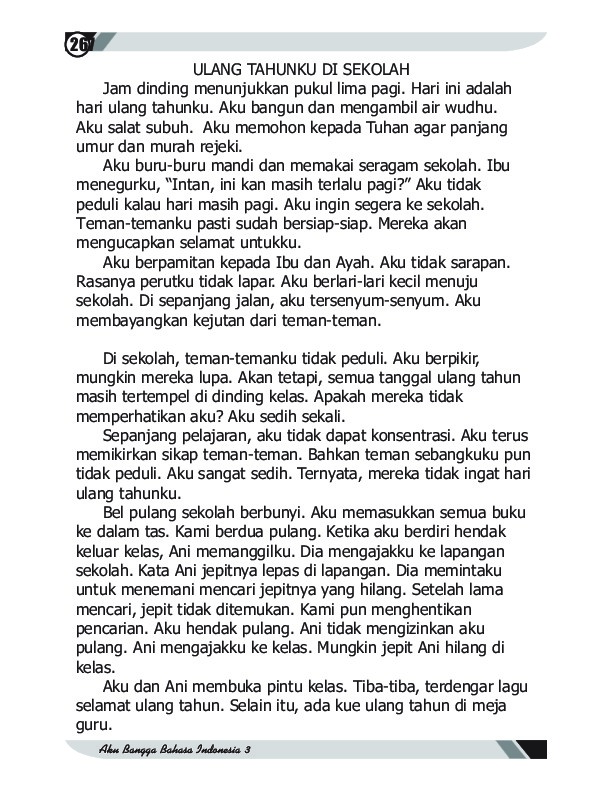 26
ULANG TAHUNKU DI SEKOLAH
Jam dinding menunjukkan pukul lima pagi. Hari ini adalah
hari ulang tahunku. Aku bangun dan mengambil air wudhu.
Aku salat subuh. Aku memohon kepada Tuhan agar panjang
umur dan murah rejeki.
Aku buru-buru mandi dan memakai seragam sekolah. Ibu
menegurku, “Intan, ini kan masih terlalu pagi?” Aku tidak
peduli kalau hari masih pagi. Aku ingin segera ke sekolah.
Teman-temanku pasti sudah bersiap-siap. Mereka akan
mengucapkan selamat untukku.
Aku berpamitan kepada Ibu dan Ayah. Aku tidak sarapan.
Rasanya perutku tidak lapar. Aku berlari-lari kecil menuju
sekolah. Di sepanjang jalan, aku tersenyum-senyum. Aku
membayangkan kejutan dari teman-teman.
Di sekolah, teman-temanku tidak peduli. Aku berpikir,
mungkin mereka lupa. Akan tetapi, semua tanggal ulang tahun
masih tertempel di dinding kelas. Apakah mereka tidak
memperhatikan aku? Aku sedih sekali.
Sepanjang pelajaran, aku tidak dapat konsentrasi. Aku terus
memikirkan sikap teman-teman. Bahkan teman sebangkuku pun
tidak peduli. Aku sangat sedih. Ternyata, mereka tidak ingat hari
ulang tahunku.
Bel pulang sekolah berbunyi. Aku memasukkan semua buku
ke dalam tas. Kami berdua pulang. Ketika aku berdiri hendak
keluar kelas, Ani memanggilku. Dia mengajakku ke lapangan
sekolah. Kata Ani jepitnya lepas di lapangan. Dia memintaku
untuk menemani mencari jepitnya yang hilang. Setelah lama
mencari, jepit tidak ditemukan. Kami pun menghentikan
pencarian. Aku hendak pulang. Ani tidak mengizinkan aku
pulang. Ani mengajakku ke kelas. Mungkin jepit Ani hilang di
kelas.
Aku dan Ani membuka pintu kelas. Tiba-tiba, terdengar lagu
selamat ulang tahun. Selain itu, ada kue ulang tahun di meja
guru.
Aku Bangga Bahasa Indonesia 3